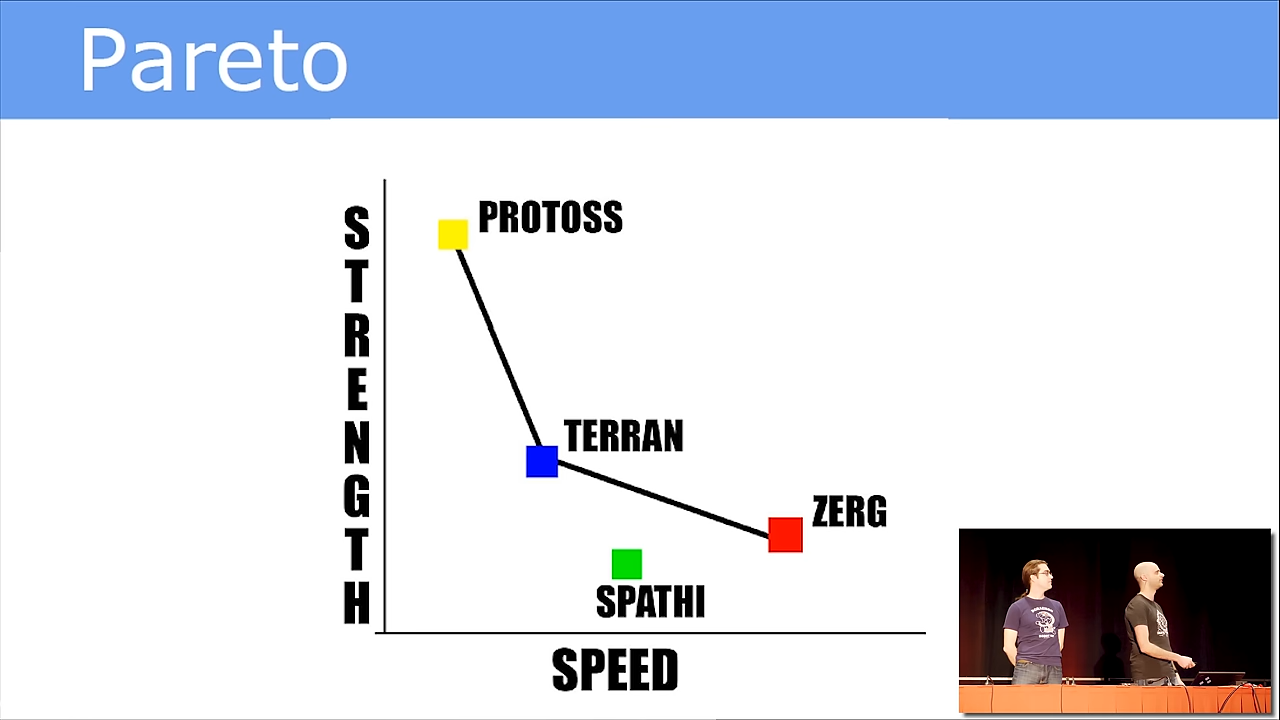 Pareto
STRENGTH
PROTOSS
TERRAN
ZERG
SPATHI
SPEED